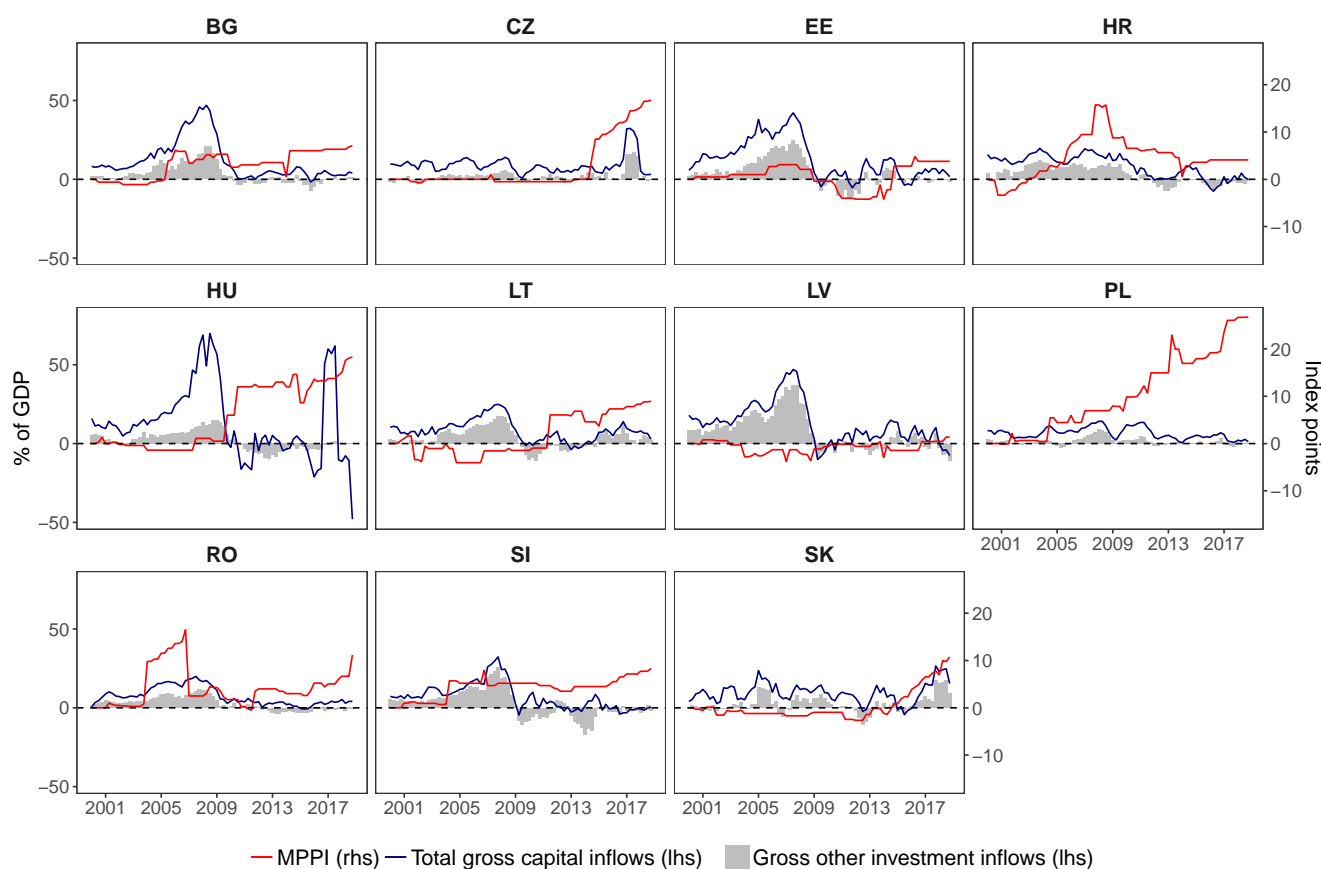 BG CZ EE HR
50
0
−50
20
10
0
−10
HU LT LV PL
50
0
−50
20
10
0
−10
2001 2005 2009 2013 2017
RO SI SK
50
0
−50
20
10
0
−10
2001 2005 2009 2013 2017 2001 2005 2009 2013 2017 2001 2005 2009 2013 2017
% of GDP
Index points
MPPI (rhs) Total gross capital inflows (lhs) Gross other investment inflows (lhs)